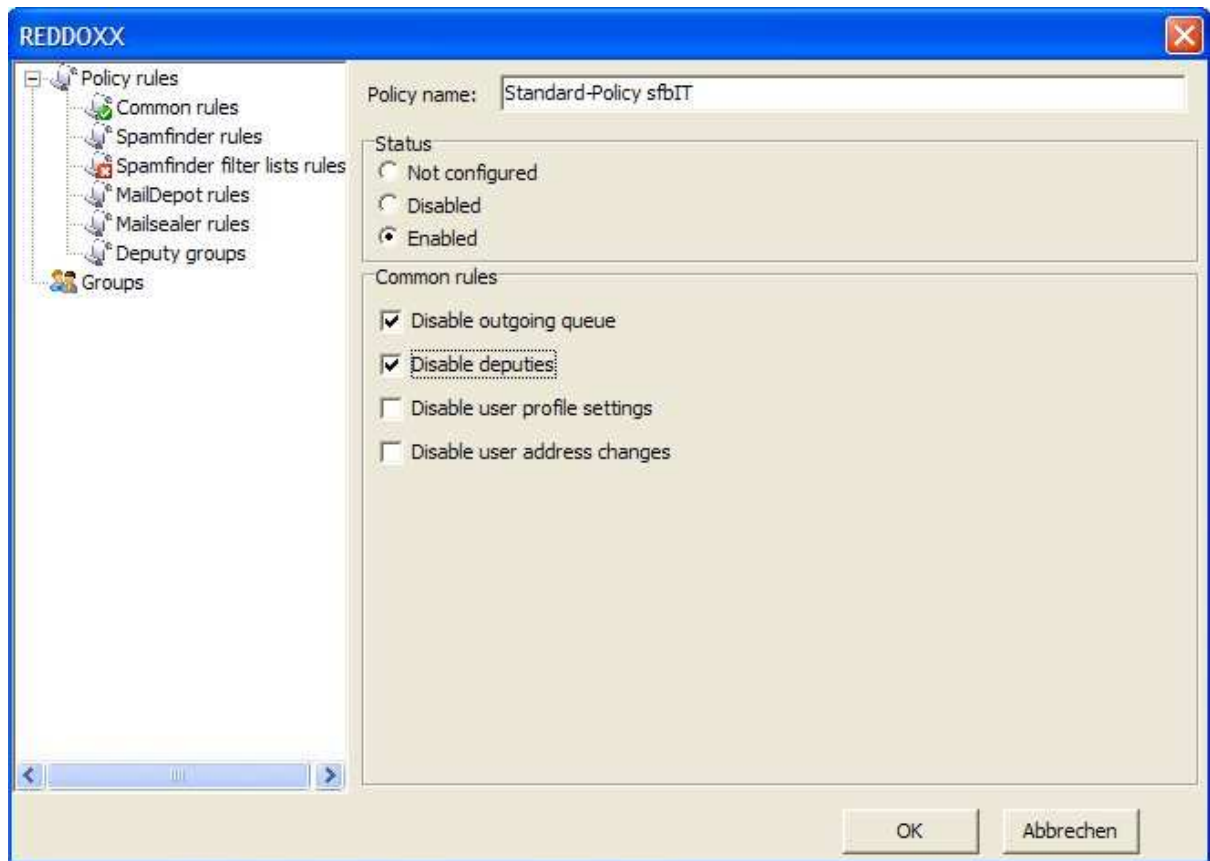 REDDOXX
Policy rules
Common rules
Spamfinder rules
Spamfinder filter lists rules
MailDepot rules
Mailsealer rules
Deputy groups
Groups
Policy name: Standard-Policy sfbIT
Status
Not configured
Disabled
Enabled
Common rules
Disable outgoing queue
Disable deputies
Disable user profile settings
Disable user address changes
OK Abbrechen